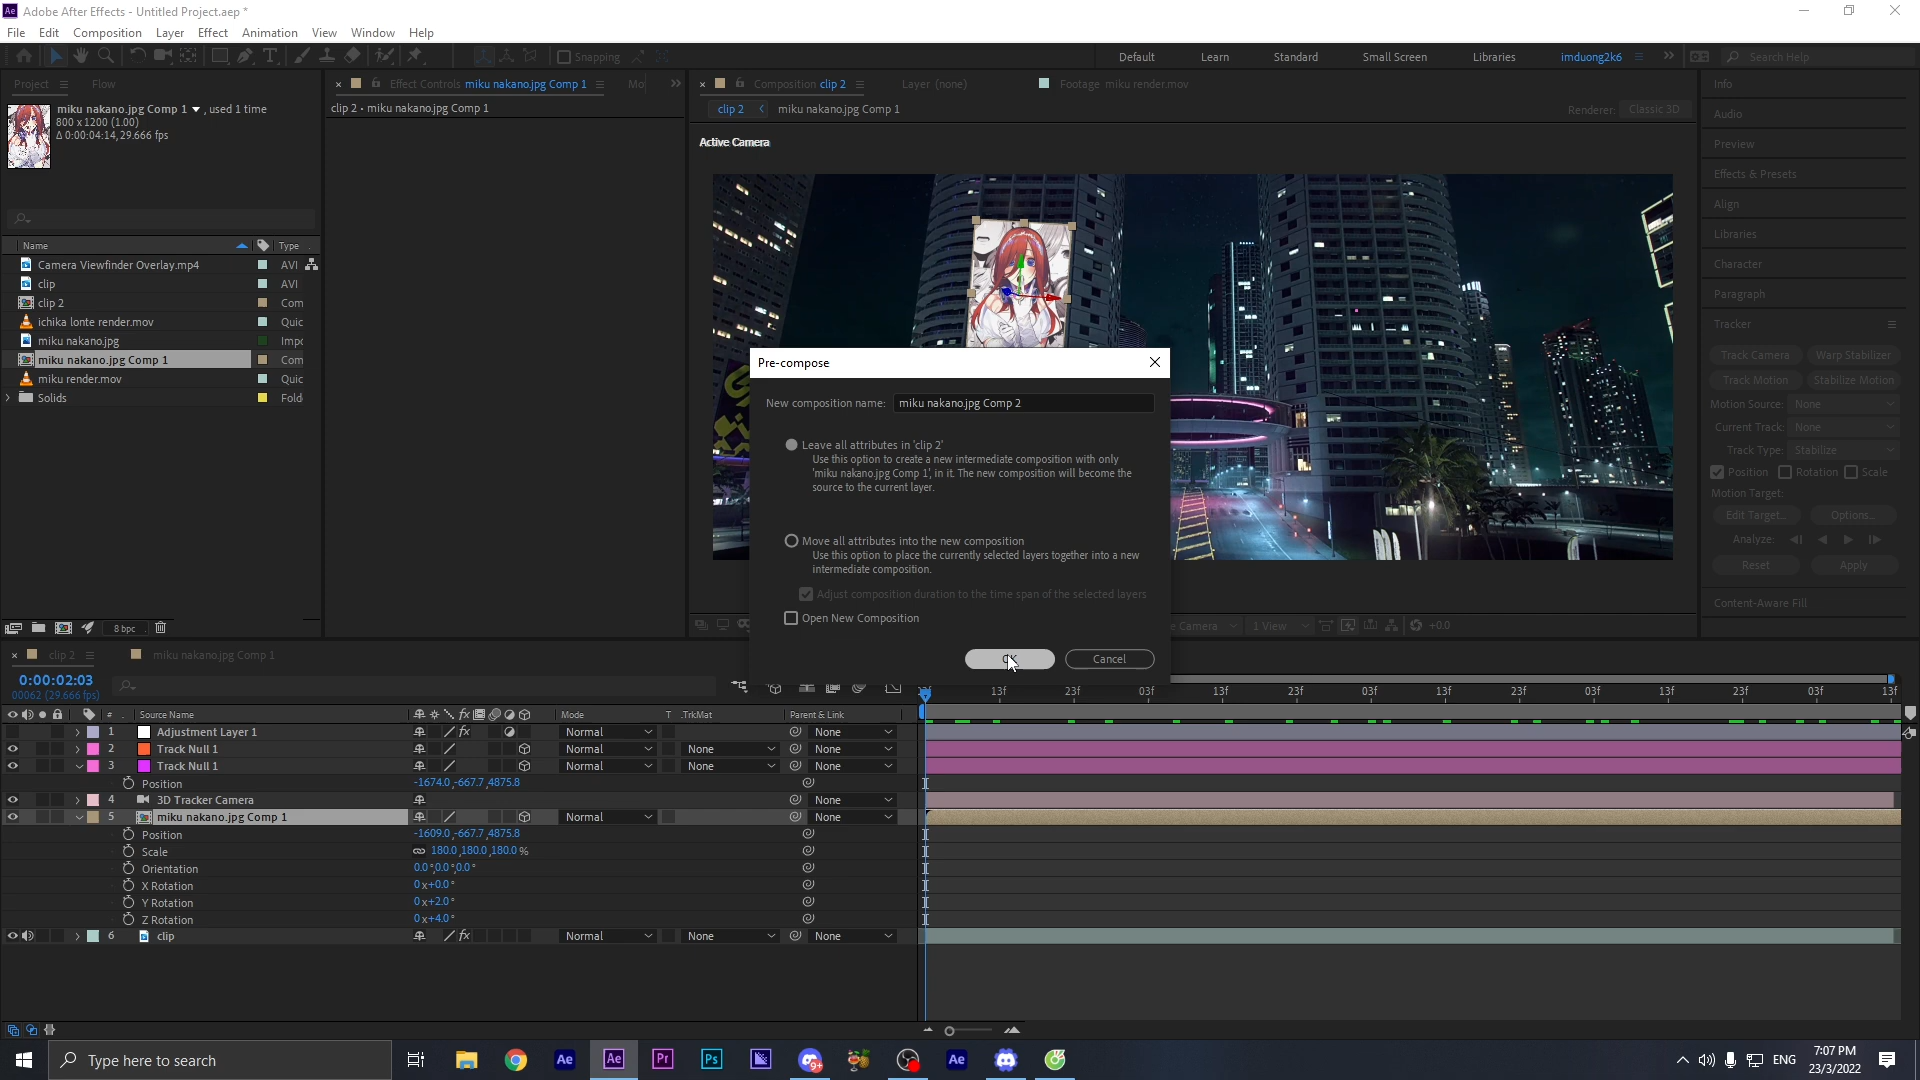 Adobe After Effects - Untitled Project.aep *
File Edit Composition Layer Effect Animation View Window Help
Snapping
Default Learn Standard Small Screen Libraries imduong2k6 Search Help
Project Flow
miku nakano.jpg Comp 1 , used 1 time
800 x 1200 (1.00)
Δ 0:00:04:14, 29.666 fps
Name Type
Camera Viewfinder Overlay.mp4 AVI
clip AVI
clip 2 Com
ichika lonte render.mov Quic
miku nakano.jpg Impo
miku nakano.jpg Comp 1 Com
miku render.mov Quic
Solids Fold
8 bpc
Effect Controls miku nakano.jpg Comp 1 Mo
clip 2 • miku nakano.jpg Comp 1
Composition clip 2 Layer (none) Footage miku render.mov
clip 2 miku nakano.jpg Comp 1
Renderer: Classic 3D
Active Camera
Pre-compose
New composition name: miku nakano.jpg Comp 2
Leave all attributes in 'clip 2'
Use this option to create a new intermediate composition with only
'miku nakano.jpg Comp 1', in it. The new composition will become the
source to the current layer.
Move all attributes into the new composition
Use this option to place the currently selected layers together into a new
intermediate composition.
Adjust composition duration to the time span of the selected layers
Open New Composition
Cancel
e Camera 1 View +0.0
Info
Audio
Preview
Effects & Presets
Align
Libraries
Character
Paragraph
Tracker
Track Camera Warp Stabilizer
Track Motion Stabilize Motion
Motion Source: None
Current Track: None
Track Type: Stabilize
Position Rotation Scale
Motion Target:
Edit Target... Options...
Analyze:
Reset Apply
Content-Aware Fill
clip 2 miku nakano.jpg Comp 1
0:00:02:03
00062 (29.666 fps)
13f 23f 03f 13f 23f 03f 13f 23f 03f 13f 23f 03f 13f
# Source Name Mode T .TrkMat Parent & Link
1 Adjustment Layer 1 Normal None
2 Track Null 1 Normal None None
3 Track Null 1 Normal None None
Position -1674.0,-667.7,4875.8
4 3D Tracker Camera None
5 miku nakano.jpg Comp 1 Normal None
Position -1609.0,-667.7,4875.8
Scale 180.0,180.0,180.0 %
Orientation 0.0°,0.0°,0.0°
X Rotation 0x+0.0°
Y Rotation 0x+2.0°
Z Rotation 0x+4.0°
6 clip Normal None None
Type here to search
ENG
7:07 PM
23/3/2022